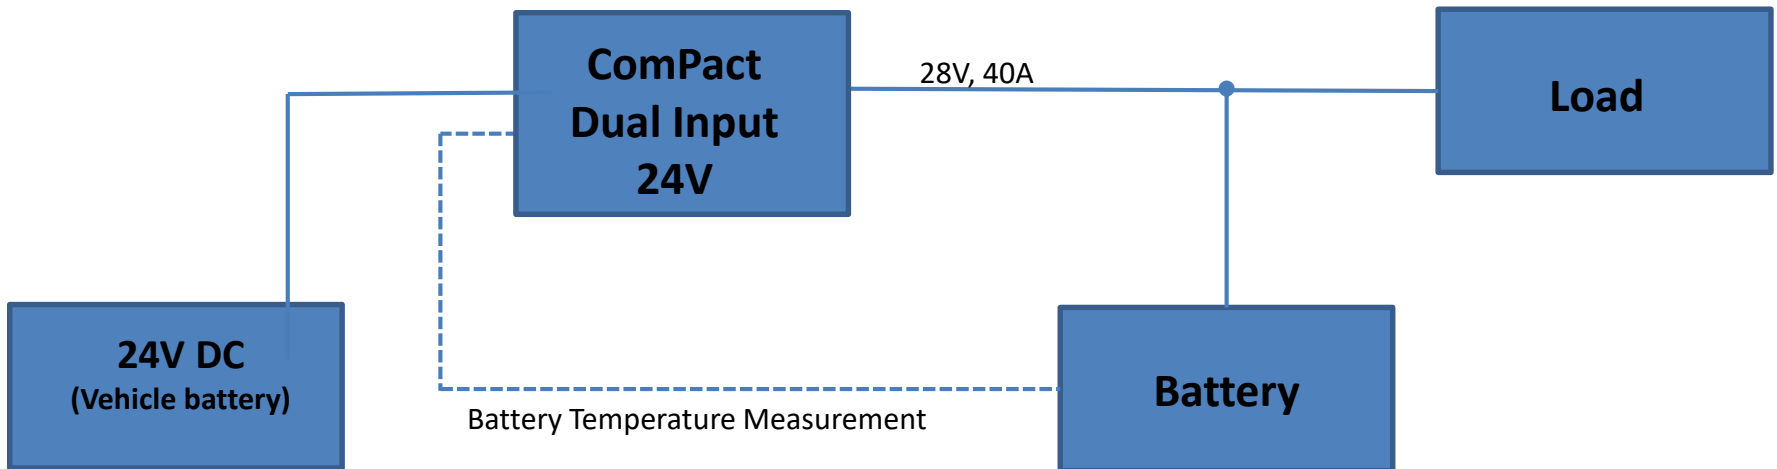 ComPact
Dual Input
24V
28V, 40A
Load
24V DC
(Vehicle battery)
Battery Temperature Measurement
Battery